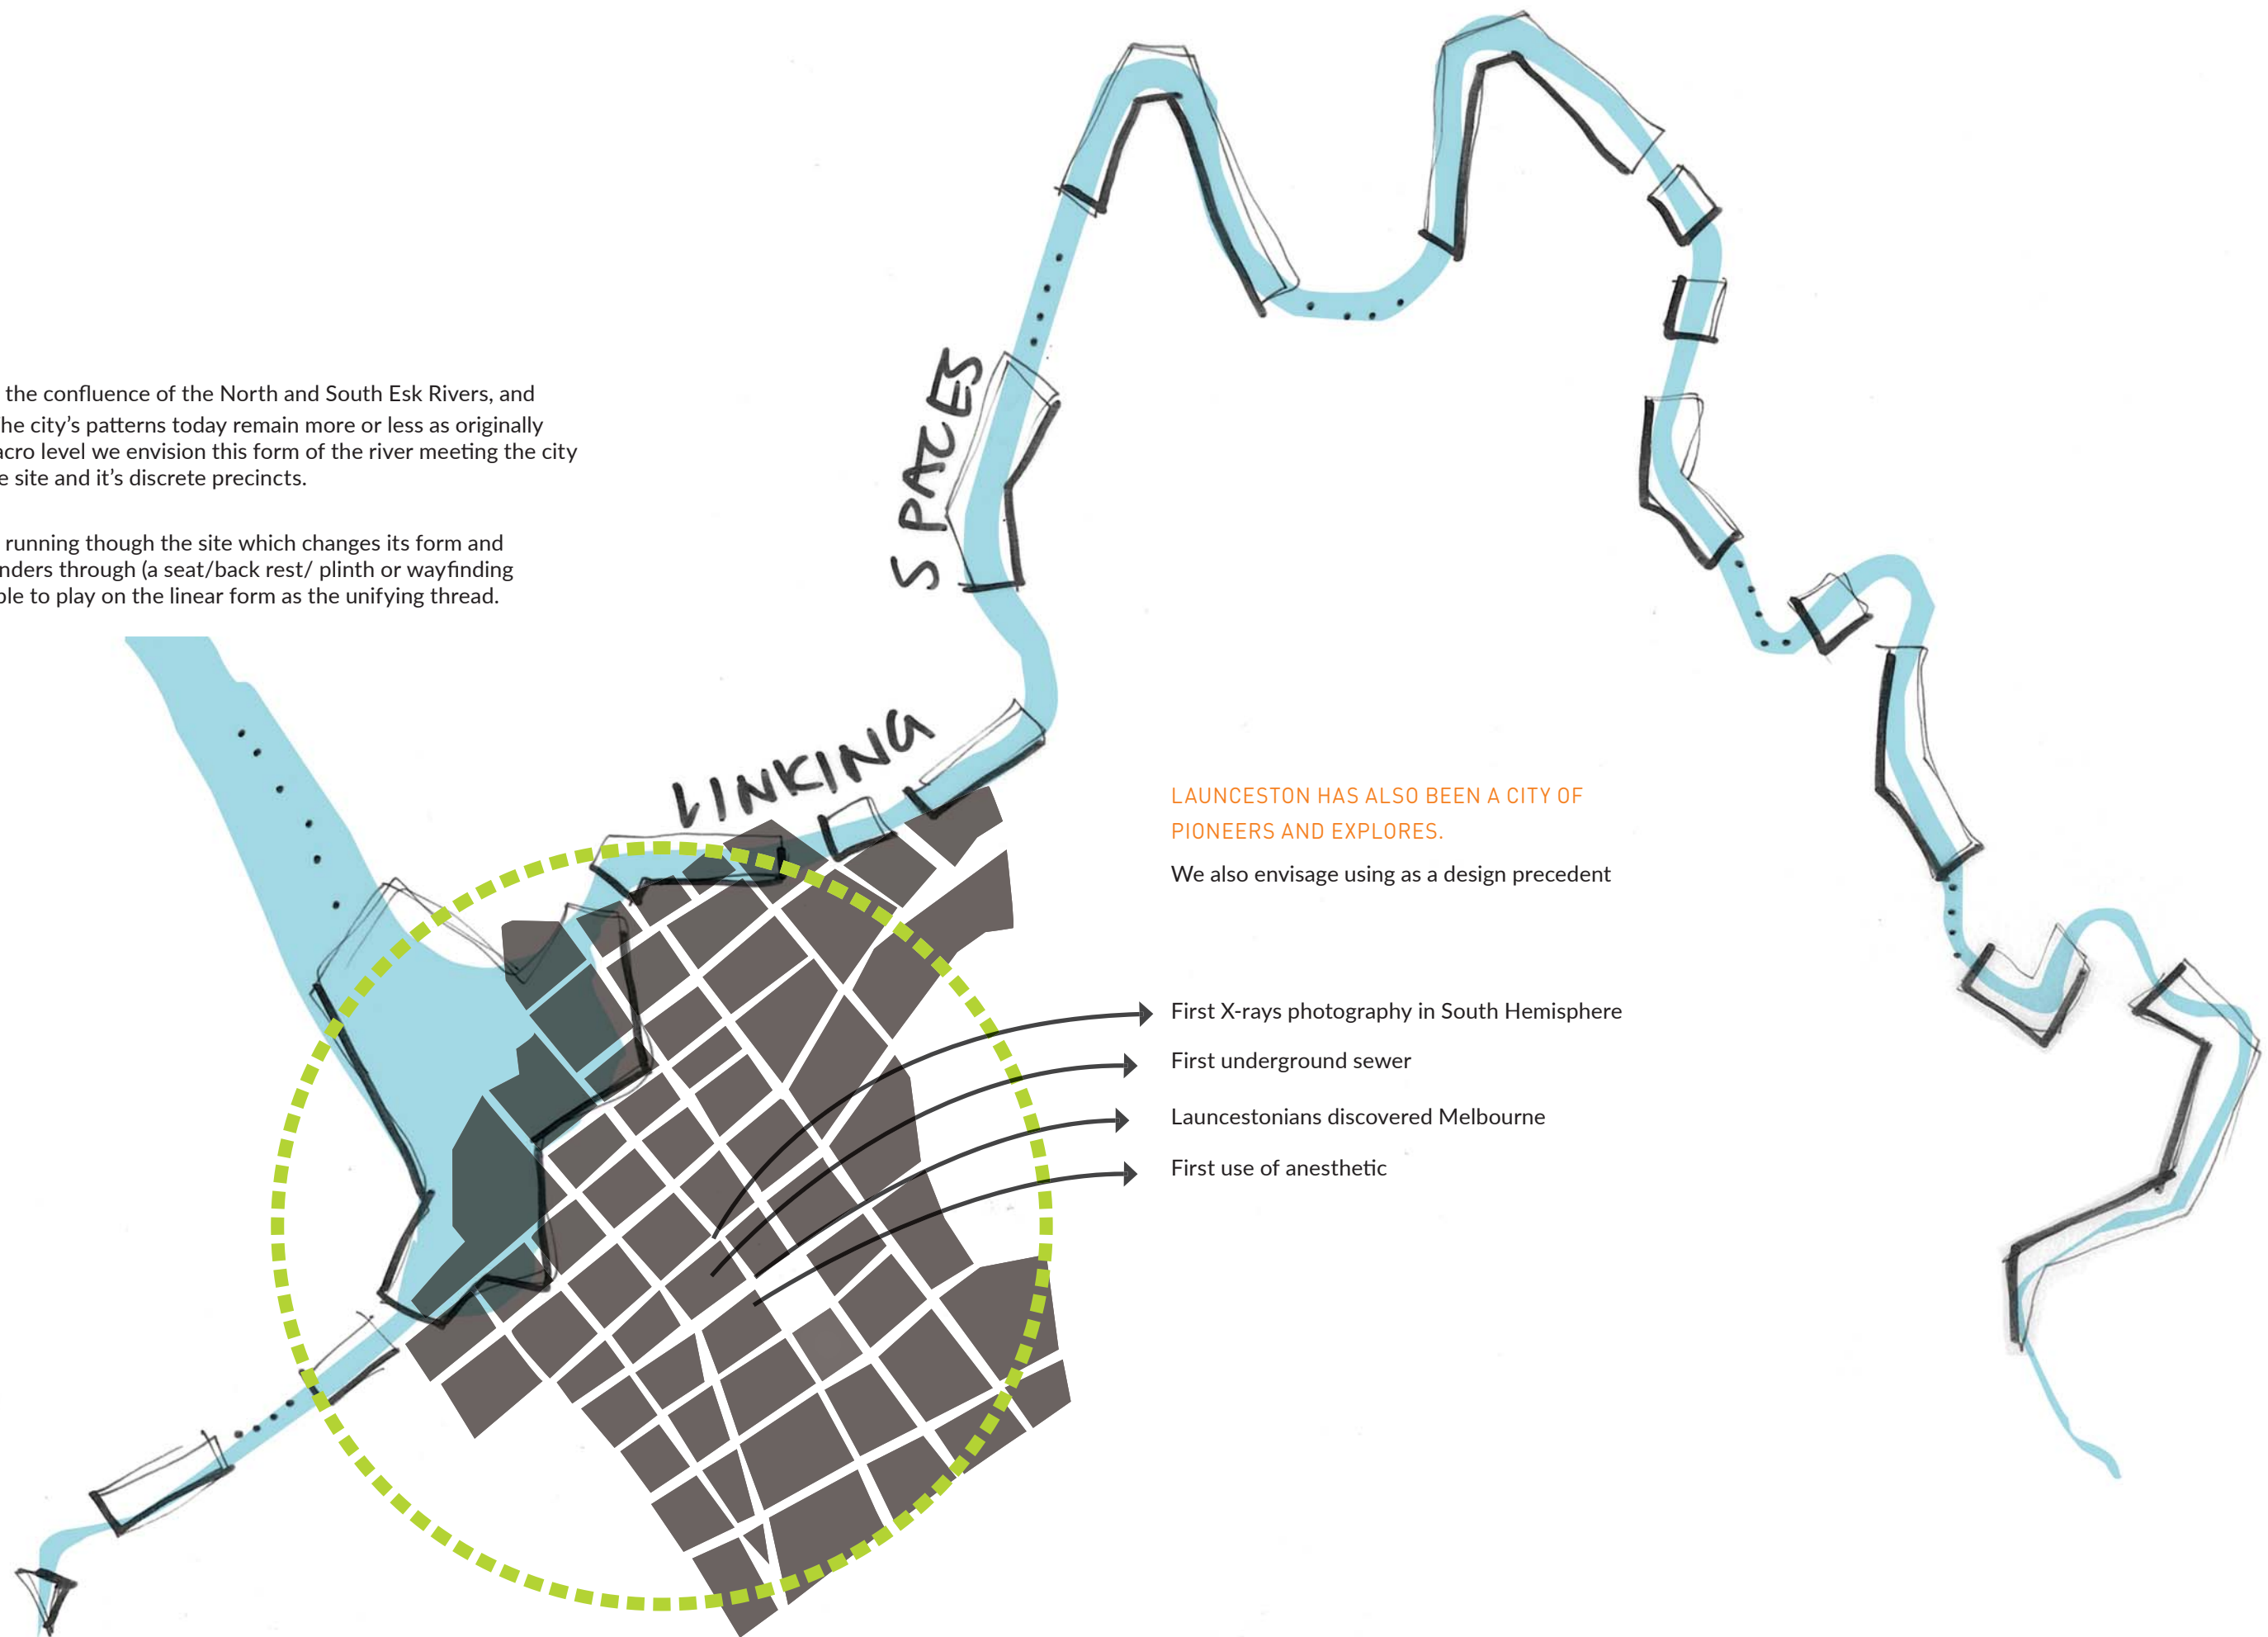 the confluence of the North and South Esk Rivers, and
he city's patterns today remain more or less as originally
acro level we envision this form of the river meeting the city
e site and it's discrete precincts.
running though the site which changes its form and
nders through (a seat/back rest/ plinth or wayfinding
ble to play on the linear form as the unifying thread.
SPACES
LINKING
LAUNCESTON HAS ALSO BEEN A CITY OF
PIONEERS AND EXPLORES.
We also envisage using as a design precedent
First X-rays photography in South Hemisphere
First underground sewer
Launcestonians discovered Melbourne
First use of anesthetic